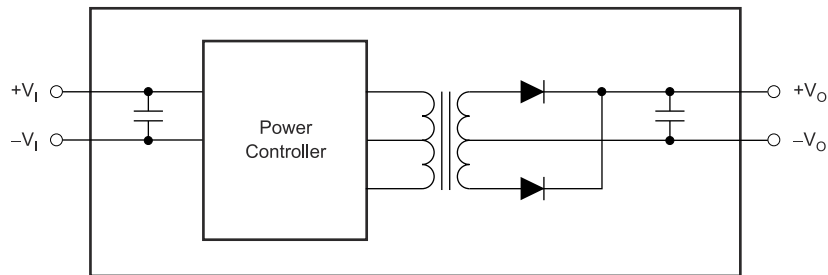 +VI
−VI
Power
Controller
+VO
−VO